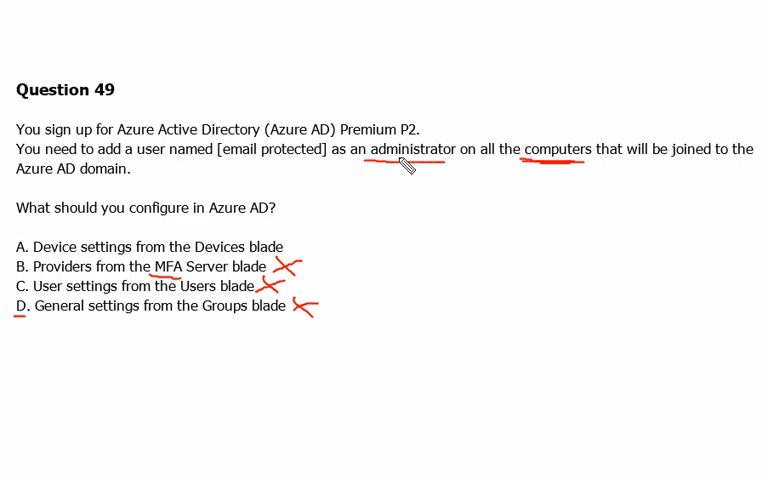 Question 49
You sign up for Azure Active Directory (Azure AD) Premium P2.
You need to add a user named [email protected] as an administrator on all the computers that will be joined to the
Azure AD domain.
What should you configure in Azure AD?
A. Device settings from the Devices blade
B. Providers from the MFA Server blade
C. User settings from the Users blade
D. General settings from the Groups blade